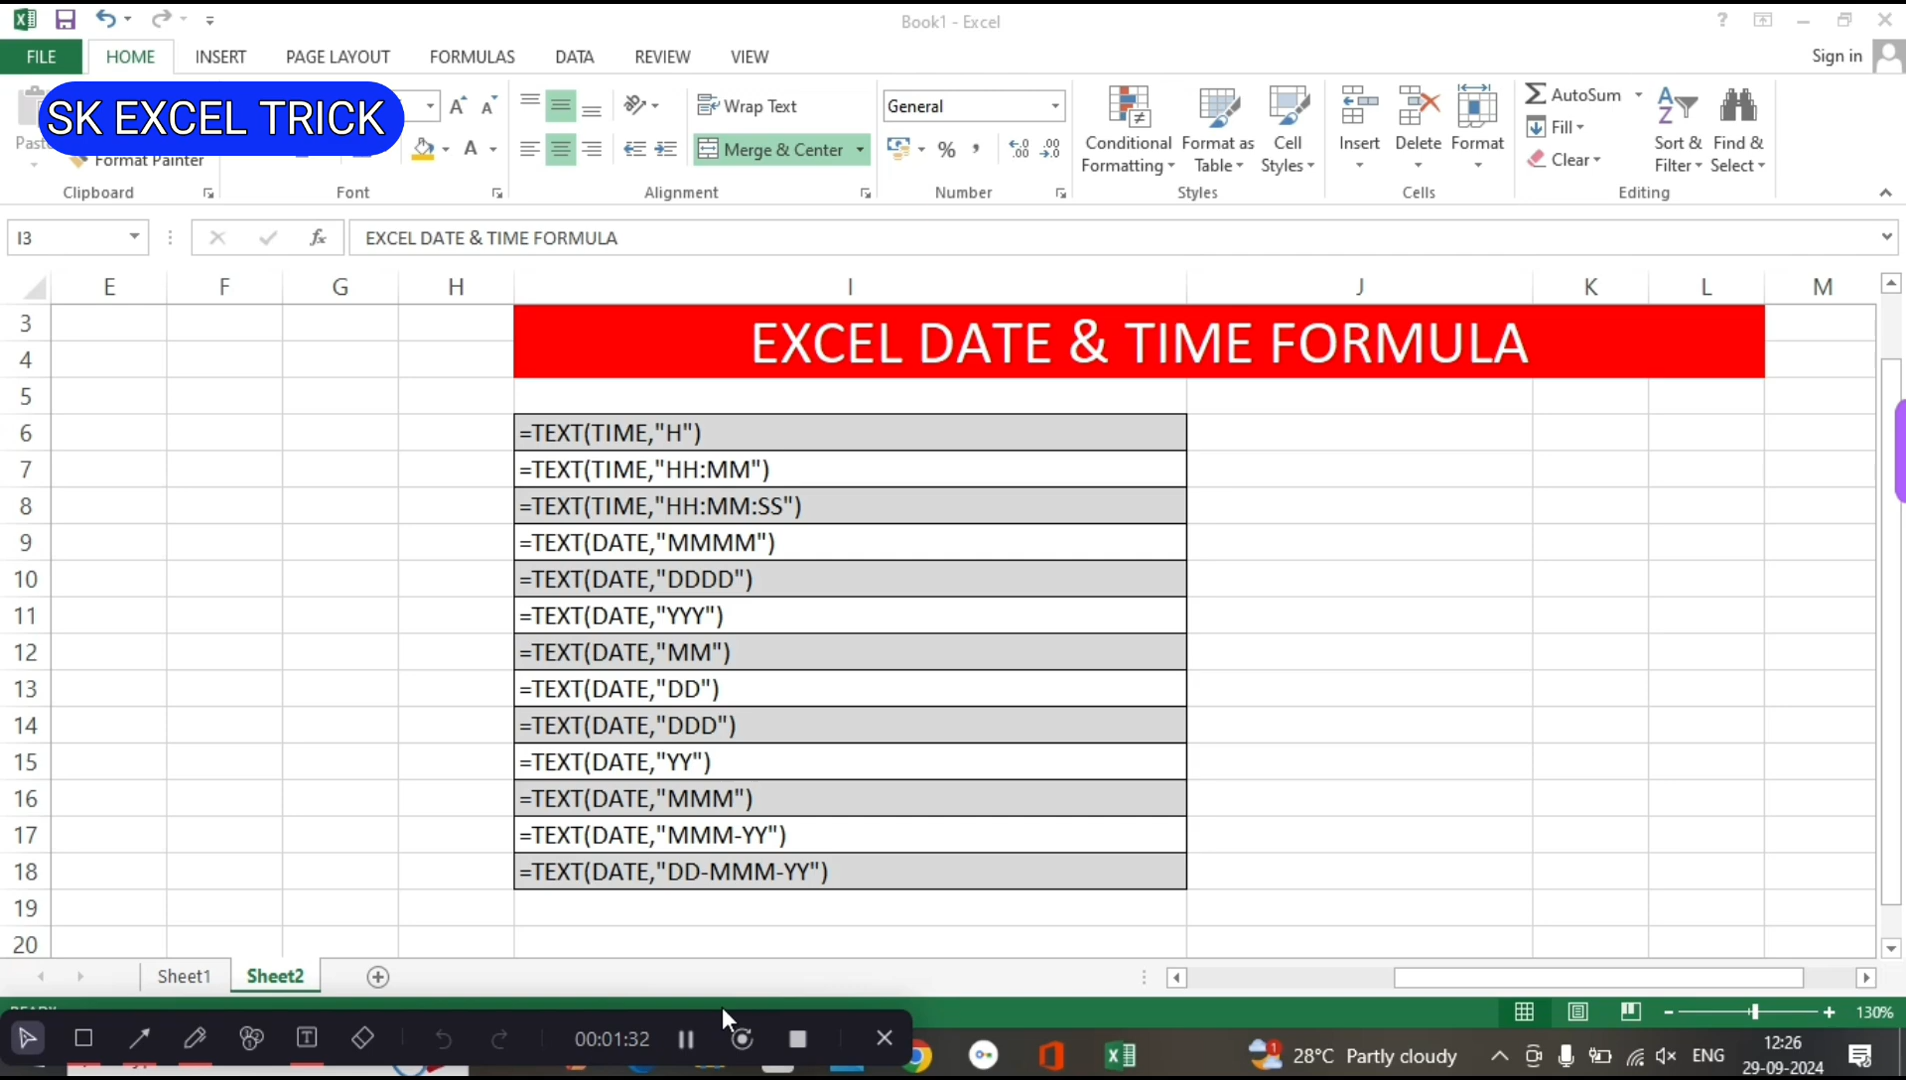 Book1 - Excel
FILE HOME INSERT PAGE LAYOUT FORMULAS DATA REVIEW VIEW Sign in
SK EXCEL TRICK
Format Painter
Wrap Text
Merge & Center
General
Conditional Formatting
Format as Table
Cell Styles
Insert
Delete
Format
AutoSum
Fill
Clear
Sort & Filter
Find & Select
Clipboard Font Alignment Number Styles Cells Editing
I3 fx EXCEL DATE & TIME FORMULA
E F G H I J K L M
3 EXCEL DATE & TIME FORMULA
4
5
6 =TEXT(TIME,"H")
7 =TEXT(TIME,"HH:MM")
8 =TEXT(TIME,"HH:MM:SS")
9 =TEXT(DATE,"MMMM")
10 =TEXT(DATE,"DDDD")
11 =TEXT(DATE,"YYY")
12 =TEXT(DATE,"MM")
13 =TEXT(DATE,"DD")
14 =TEXT(DATE,"DDD")
15 =TEXT(DATE,"YY")
16 =TEXT(DATE,"MMM")
17 =TEXT(DATE,"MMM-YY")
18 =TEXT(DATE,"DD-MMM-YY")
19
20
Sheet1 Sheet2
130%
00:01:32
28°C Partly cloudy
ENG
12:26
29-09-2024